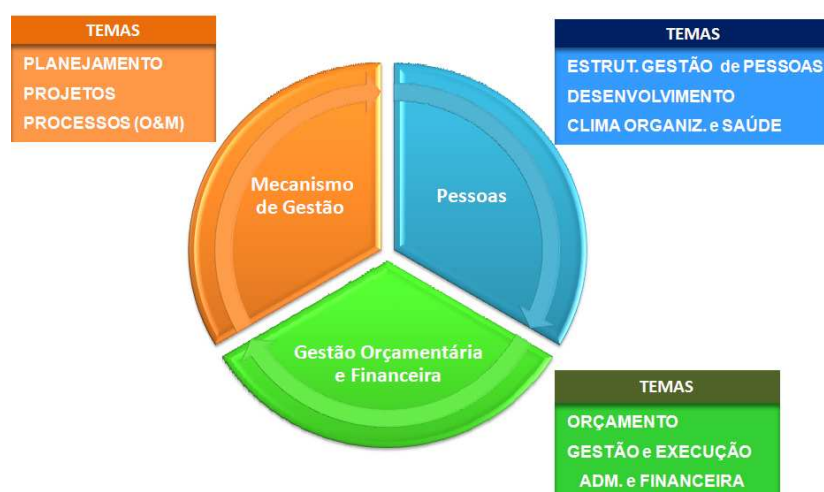 TEMAS
PLANEJAMENTO
PROJETOS
PROCESSOS (O&M)
TEMAS
ESTRUT. GESTÃO de PESSOAS
DESENVOLVIMENTO
CLIMA ORGANIZ. e SAÚDE
Mecanismo
de Gestão
Pessoas
Gestão Orçamentária
e Financeira
TEMAS
ORÇAMENTO
GESTÃO e EXECUÇÃO
ADM. e FINANCEIRA